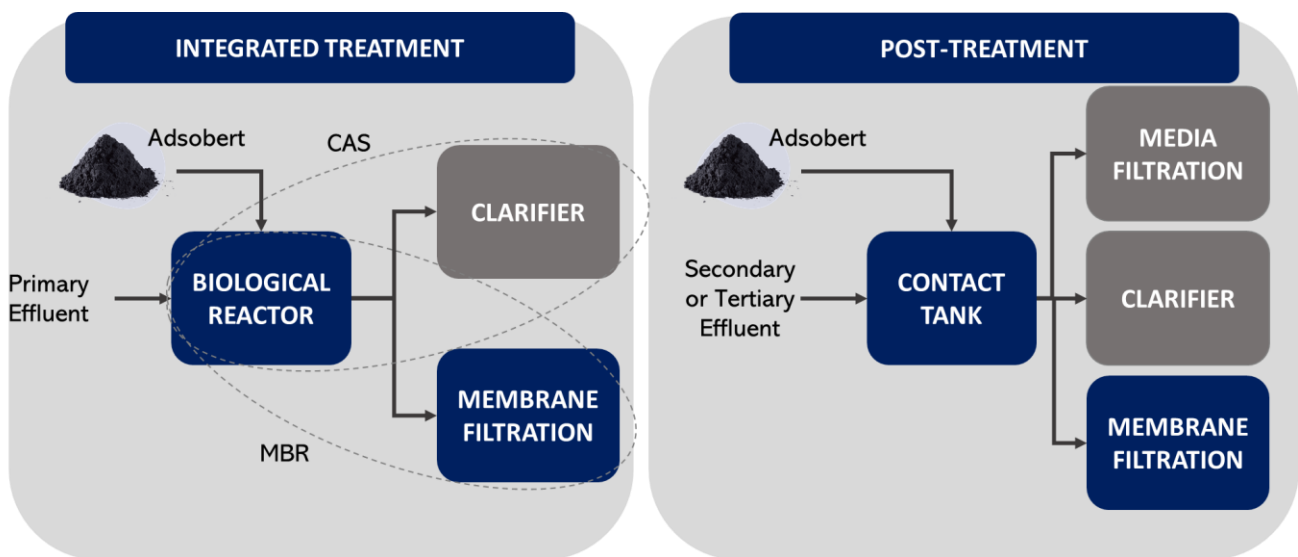 INTEGRATED TREATMENT
Adsobert
CAS
CLARIFIER
Primary
Effluent
BIOLOGICAL
REACTOR
MEMBRANE
FILTRATION
MBR
POST-TREATMENT
Adsobert
MEDIA
FILTRATION
Secondary
or Tertiary
Effluent
CONTACT
TANK
CLARIFIER
MEMBRANE
FILTRATION